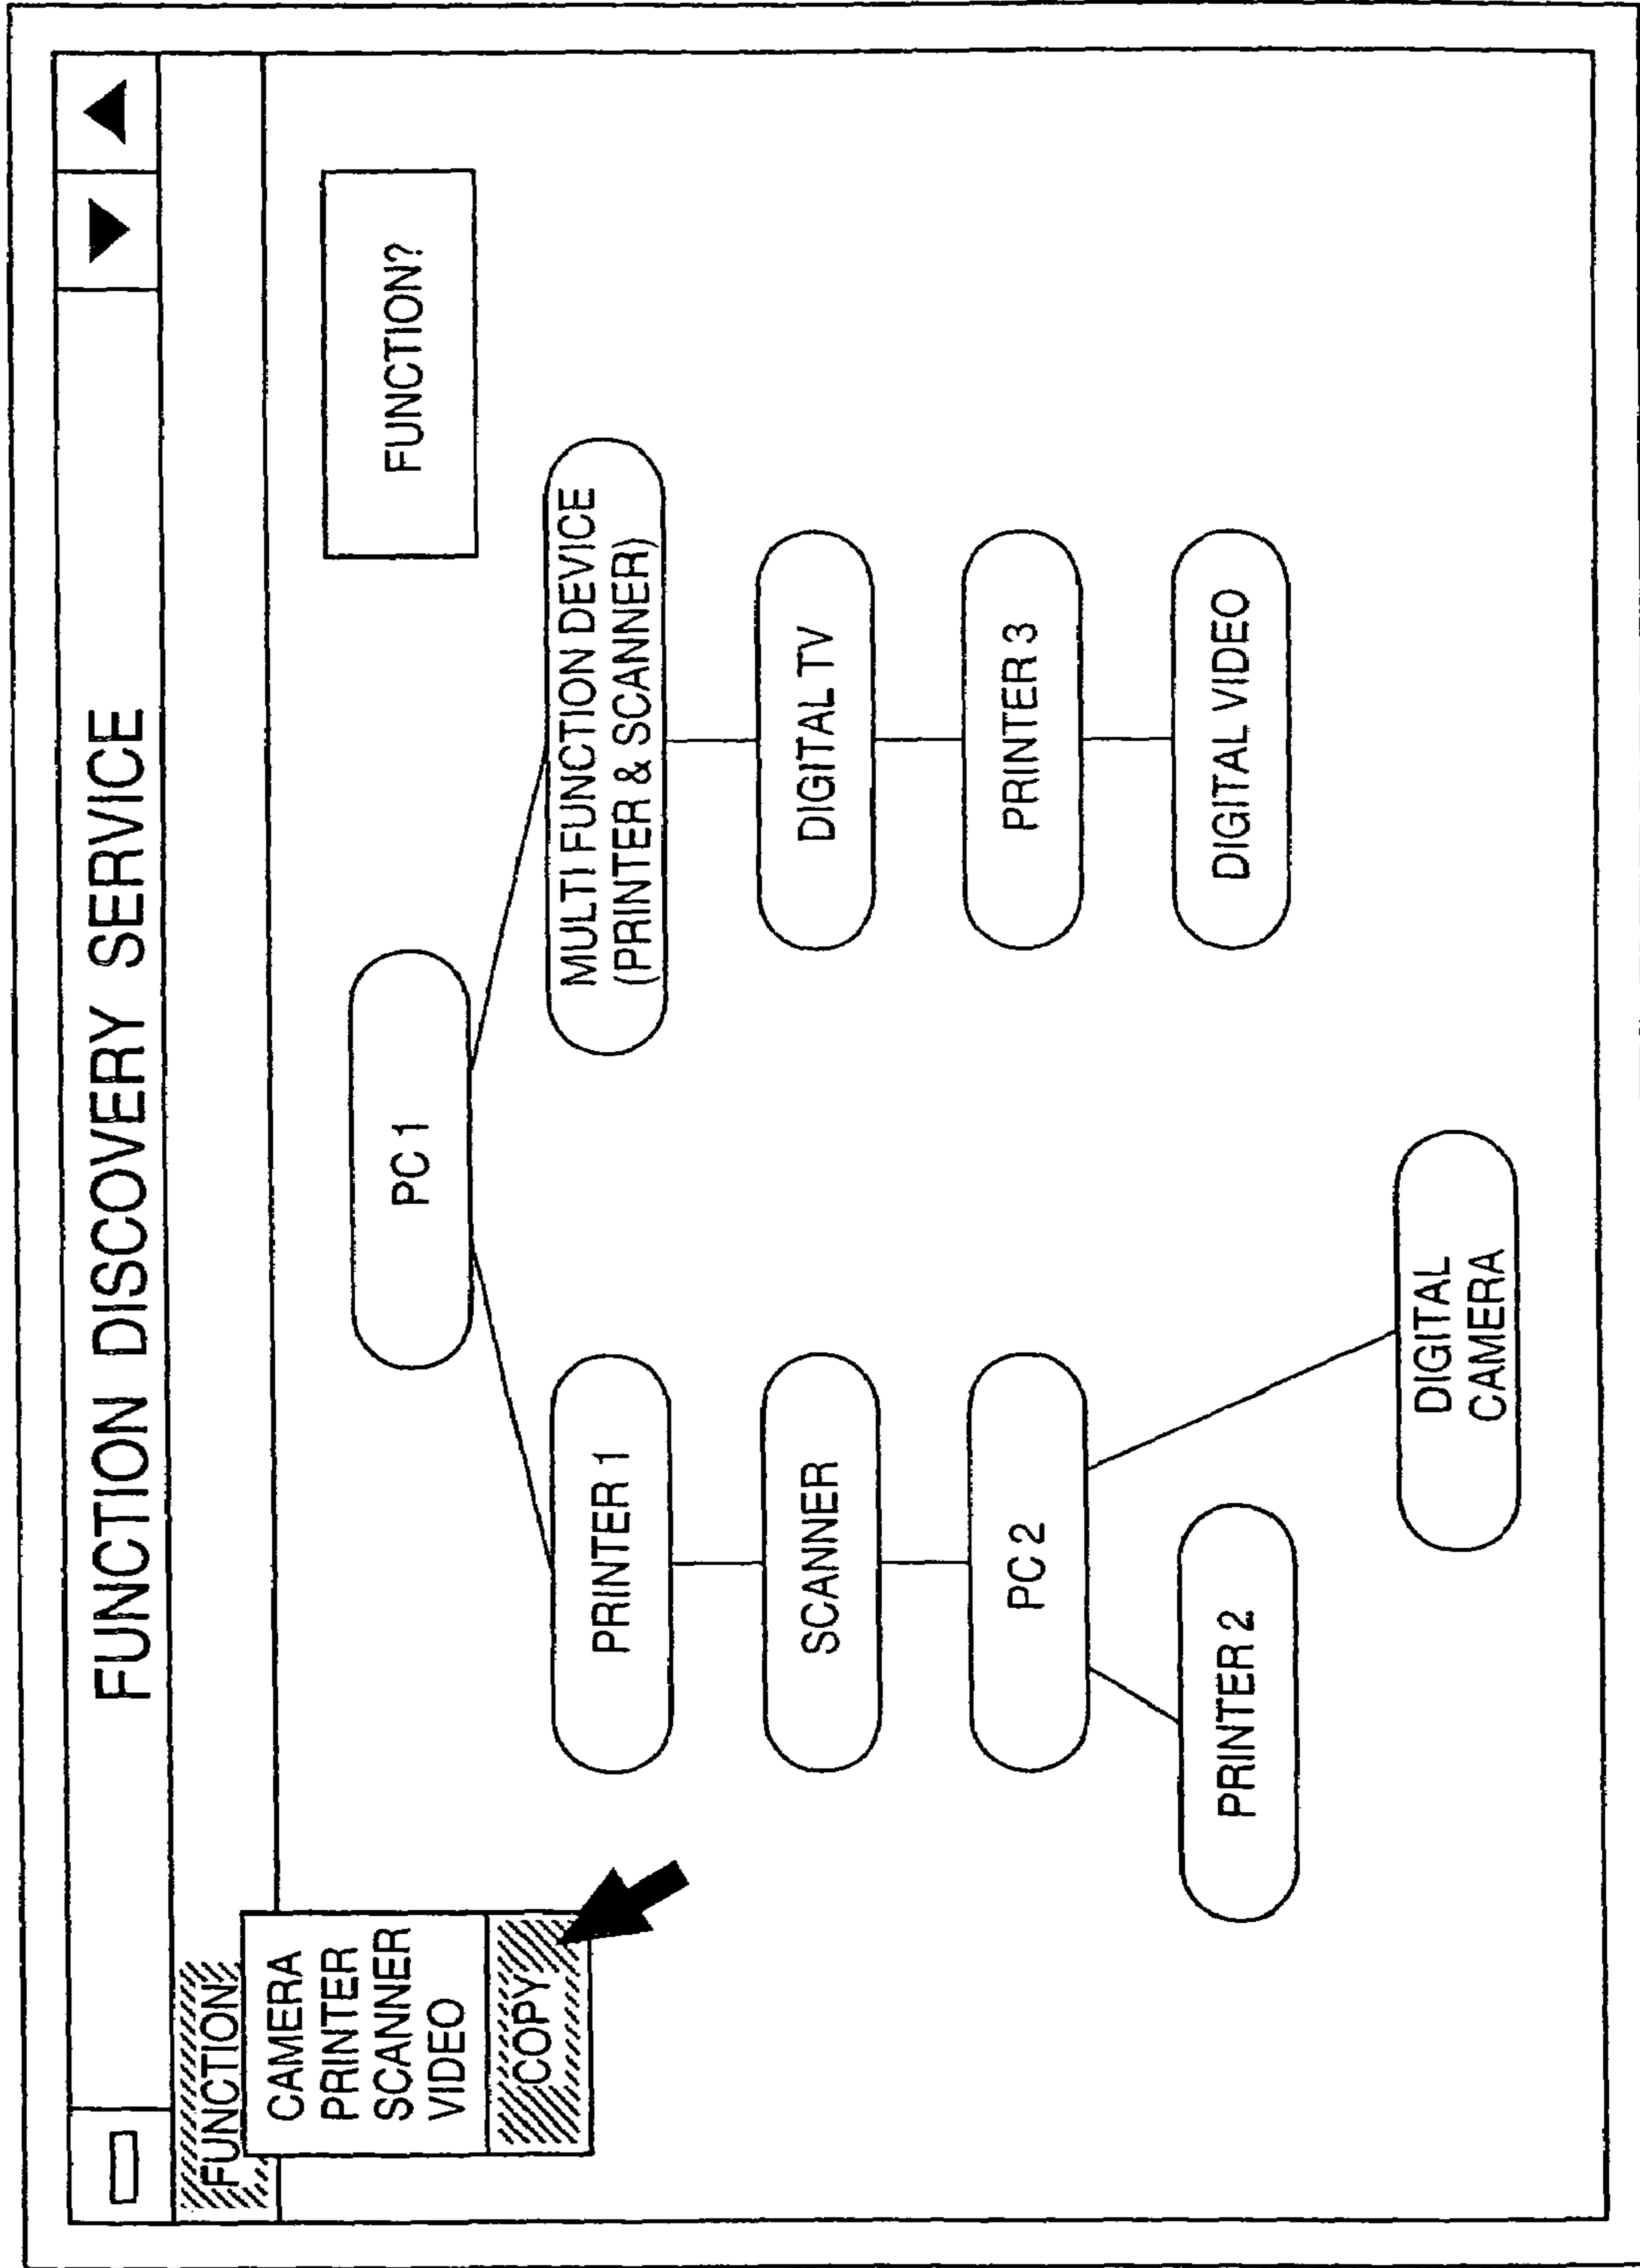 FUNCTION DISCOVERY SERVICE
FUNCTION
CAMERA
PRINTER
SCANNER
VIDEO
COPY
FUNCTION?
PC 1
PRINTER 1
MULTI FUNCTION DEVICE
(PRINTER & SCANNER)
SCANNER
DIGITAL TV
PC 2
PRINTER 3
PRINTER 2
DIGITAL VIDEO
DIGITAL
CAMERA